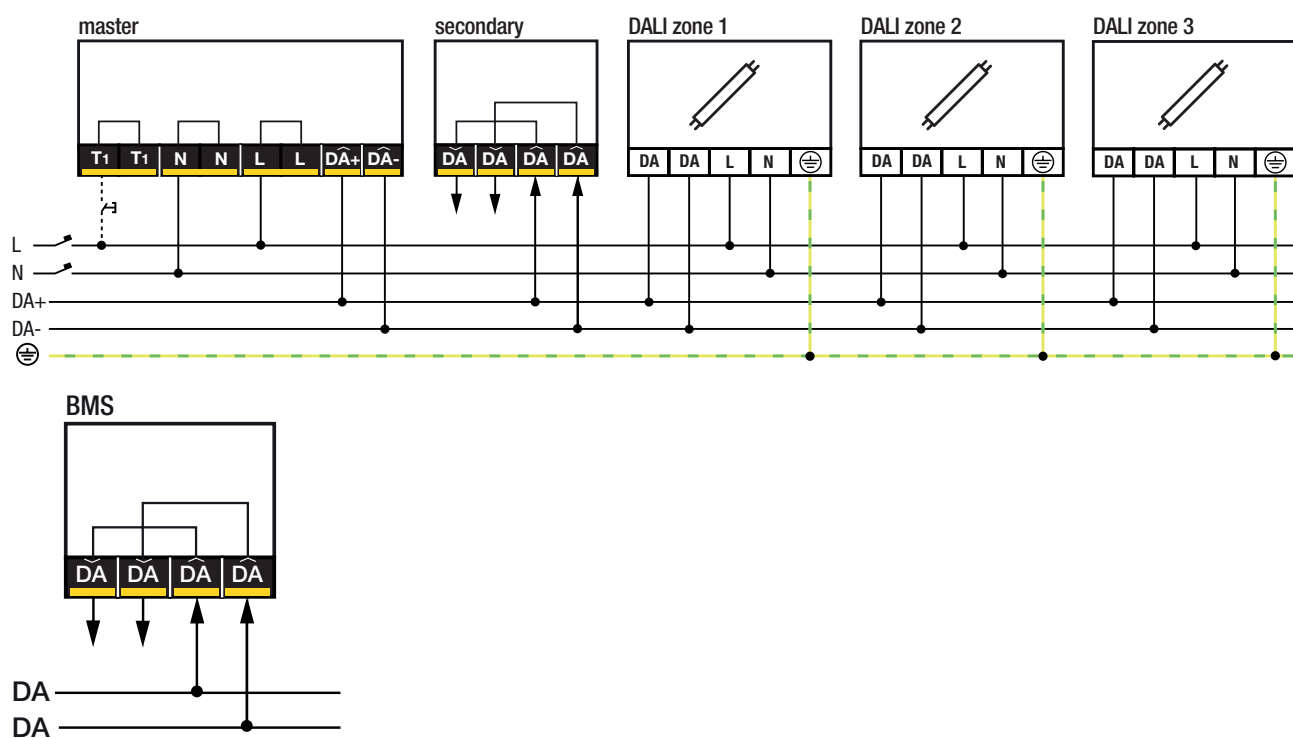 master secondary DALI zone 1 DALI zone 2 DALI zone 3
T1 T1 N N L L DA+ DA- DA DA DA DA DA DA L N DA DA L N DA DA L N
L
N
DA+
DA-
BMS
DA DA DA DA
DA
DA